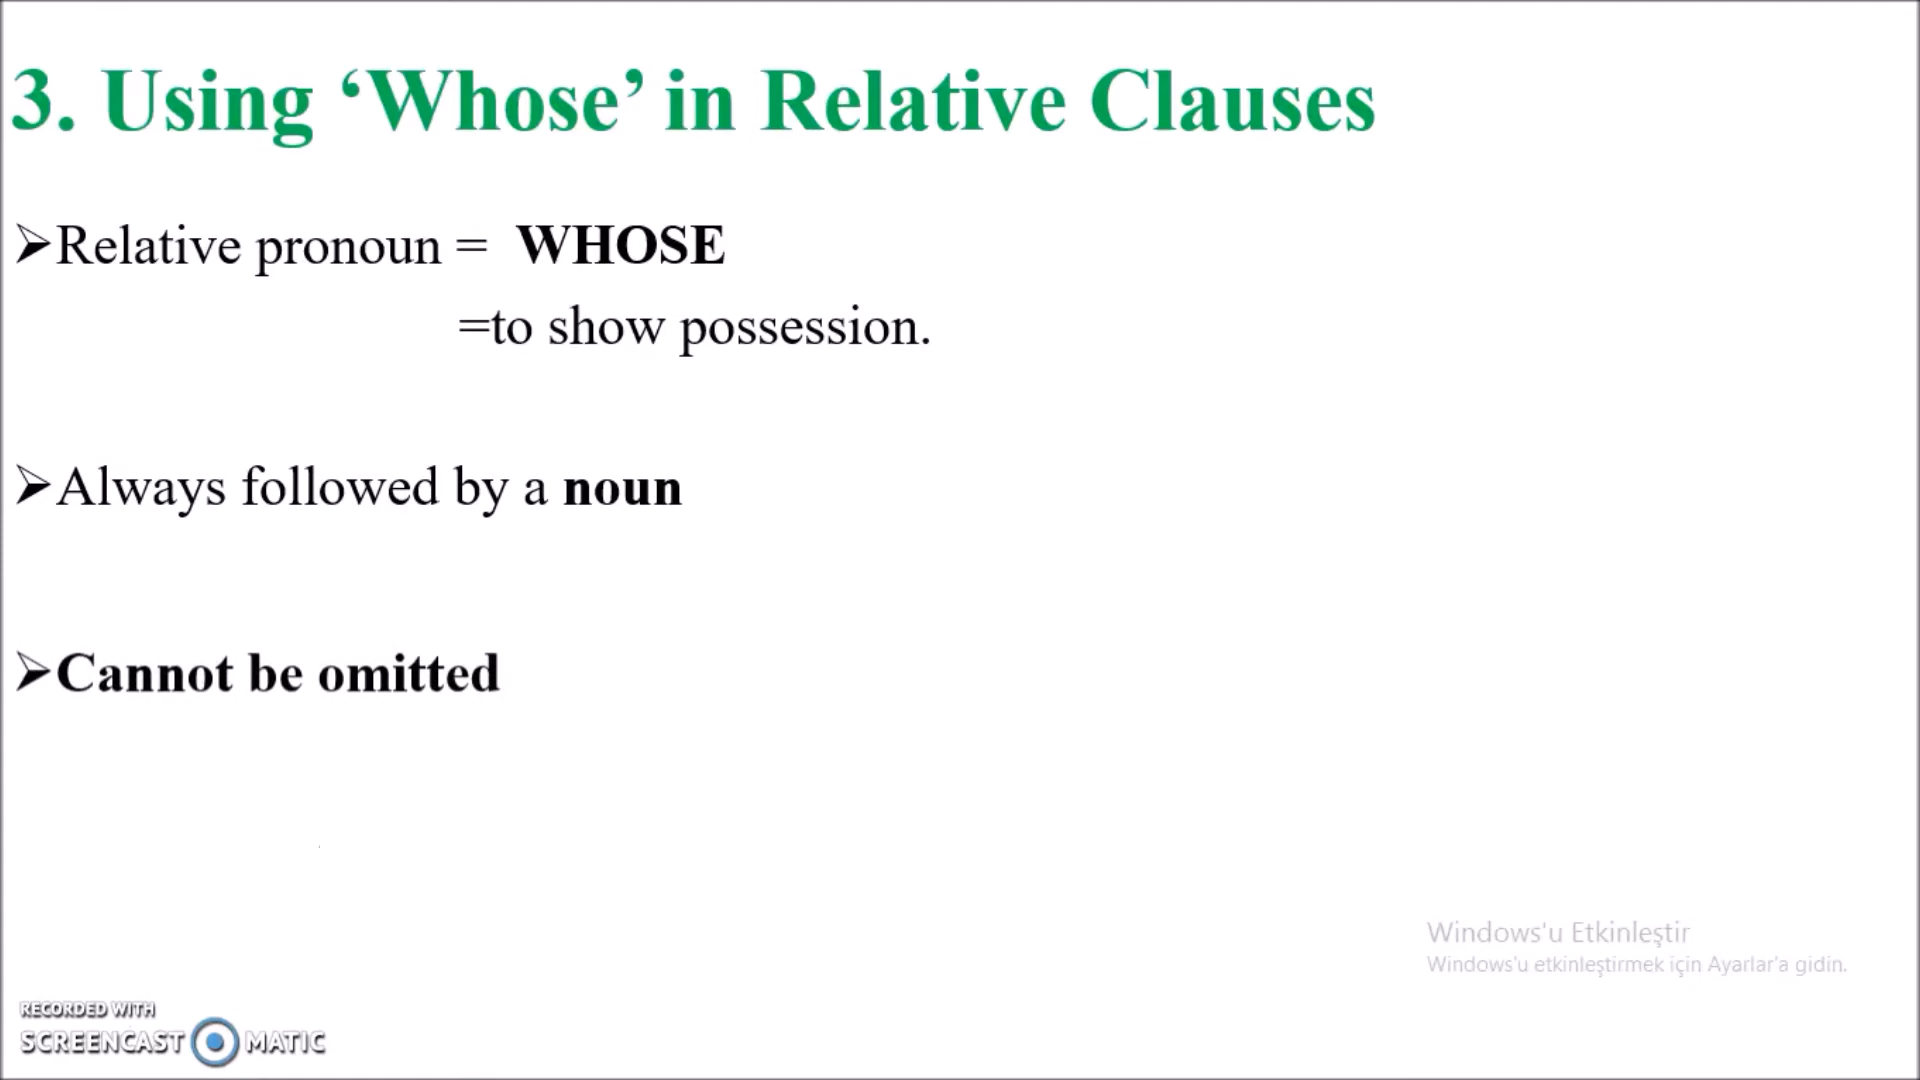 3. Using ‘Whose’ in Relative Clauses
➢Relative pronoun = WHOSE
=to show possession.
➢Always followed by a noun
➢Cannot be omitted
Windows'u Etkinleştir
Windows'u etkinleştirmek için Ayarlar'a gidin.
RECORDED WITH
SCREENCAST MATIC